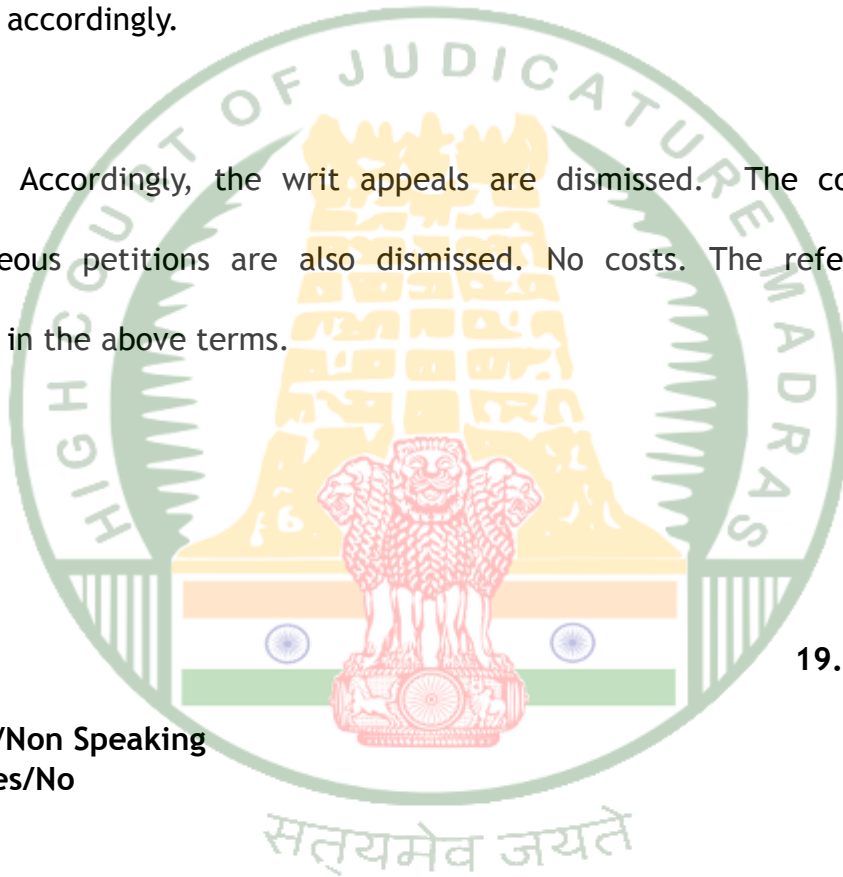 accordingly.
HIGH COURT OF JUDICATURE MADRAS
Accordingly, the writ appeals are dismissed. The co
eous petitions are also dismissed. No costs. The refe
in the above terms.
19.
/Non Speaking
es/No
सत्यमेव जयते